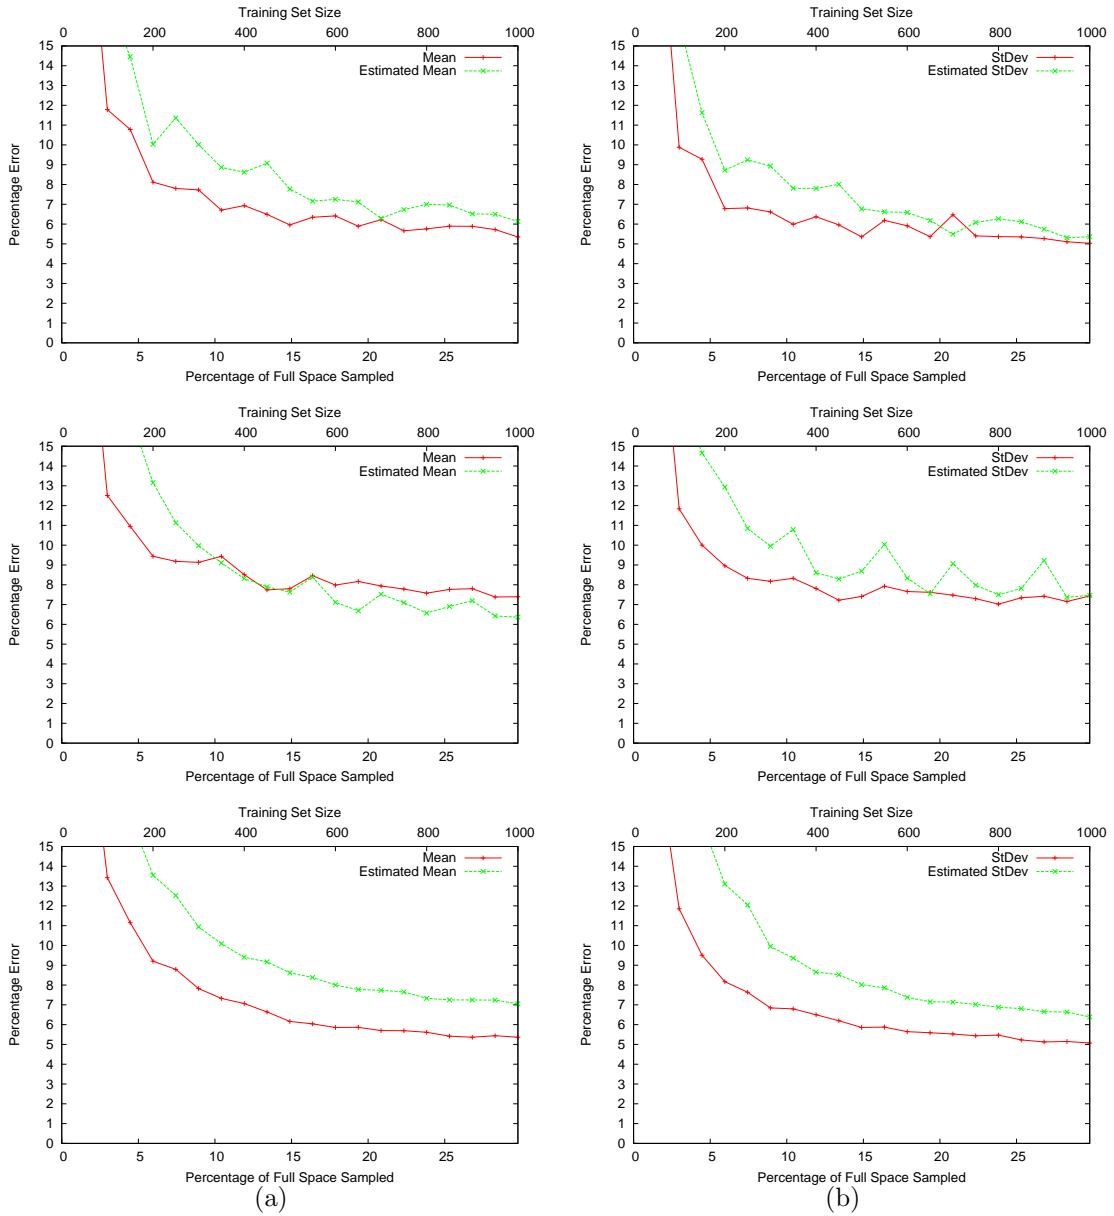 Training Set Size
0 200 400 600 800 1000
15
14
13
12
11
10
9
8
7
6
5
4
3
2
1
0
Percentage Error
Mean
Estimated Mean
0 5 10 15 20 25
Percentage of Full Space Sampled
Training Set Size
0 200 400 600 800 1000
15
14
13
12
11
10
9
8
7
6
5
4
3
2
1
0
Percentage Error
StDev
Estimated StDev
0 5 10 15 20 25
Percentage of Full Space Sampled
Training Set Size
0 200 400 600 800 1000
15
14
13
12
11
10
9
8
7
6
5
4
3
2
1
0
Percentage Error
Mean
Estimated Mean
0 5 10 15 20 25
Percentage of Full Space Sampled
Training Set Size
0 200 400 600 800 1000
15
14
13
12
11
10
9
8
7
6
5
4
3
2
1
0
Percentage Error
StDev
Estimated StDev
0 5 10 15 20 25
Percentage of Full Space Sampled
Training Set Size
0 200 400 600 800 1000
15
14
13
12
11
10
9
8
7
6
5
4
3
2
1
0
Percentage Error
Mean
Estimated Mean
0 5 10 15 20 25
Percentage of Full Space Sampled
(a)
Training Set Size
0 200 400 600 800 1000
15
14
13
12
11
10
9
8
7
6
5
4
3
2
1
0
Percentage Error
StDev
Estimated StDev
0 5 10 15 20 25
Percentage of Full Space Sampled
(b)